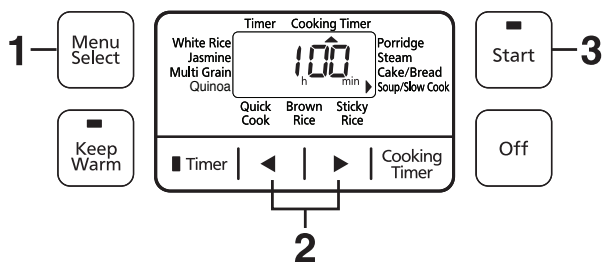 Timer Cooking Timer
1
Menu
Select
White Rice
Jasmine
Multi Grain
Quinoa
1:00
h min
Porridge
Steam
Cake/Bread
Soup/Slow Cook
Start
3
Quick
Cook
Brown
Rice
Sticky
Rice
Keep
Warm
Timer
Cooking
Timer
Off
2